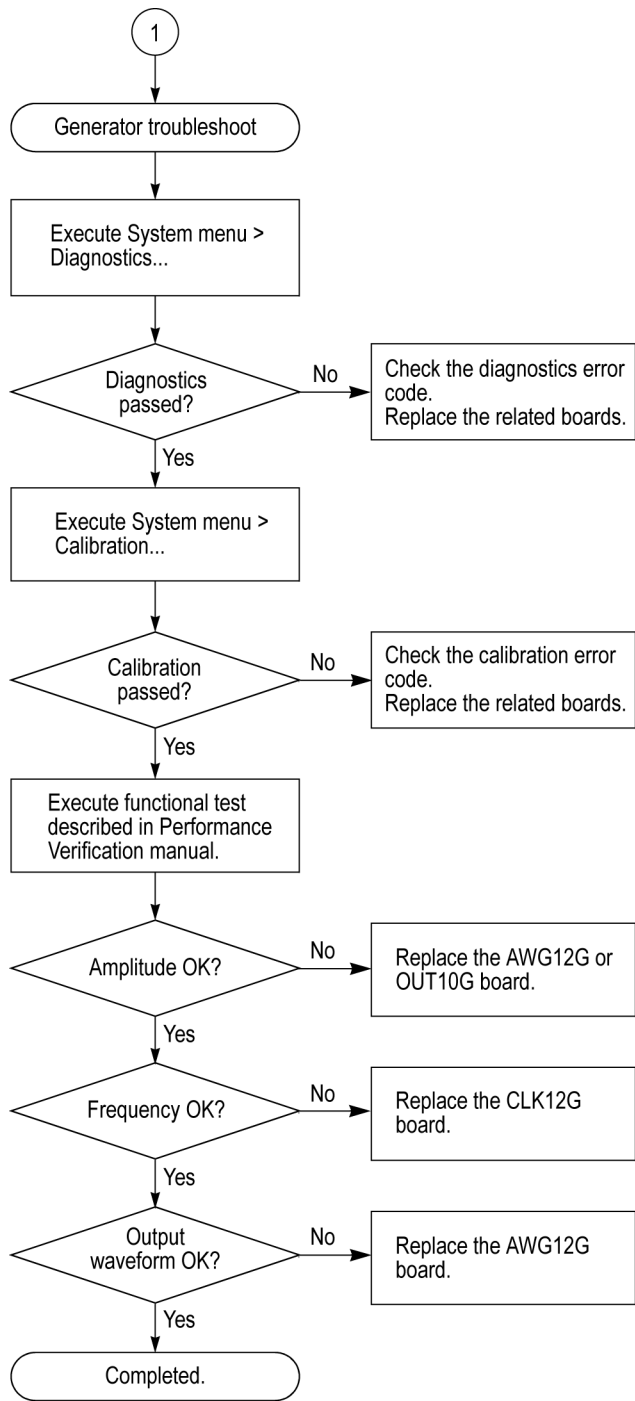 1
Generator troubleshoot
Execute System menu >
Diagnostics...
Diagnostics
passed?
No
Check the diagnostics error
code.
Replace the related boards.
Yes
Execute System menu >
Calibration...
Calibration
passed?
No
Check the calibration error
code.
Replace the related boards.
Yes
Execute functional test
described in Performance
Verification manual.
Amplitude OK?
No
Replace the AWG12G or
OUT10G board.
Yes
Frequency OK?
No
Replace the CLK12G
board.
Yes
Output
waveform OK?
No
Replace the AWG12G
board.
Yes
Completed.